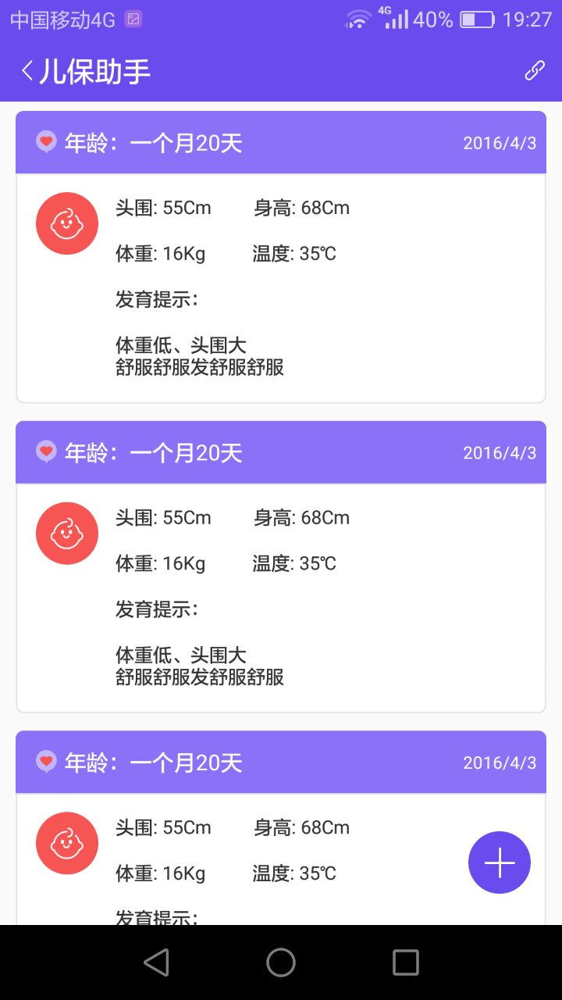 中国移动4G 4G 40% 19:27
儿保助手
年龄：一个月20天 2016/4/3
头围: 55Cm 身高: 68Cm
体重: 16Kg 温度: 35℃
发育提示：
体重低、头围大
舒服舒服发舒服舒服
年龄：一个月20天 2016/4/3
头围: 55Cm 身高: 68Cm
体重: 16Kg 温度: 35℃
发育提示：
体重低、头围大
舒服舒服发舒服舒服
年龄：一个月20天 2016/4/3
头围: 55Cm 身高: 68Cm
体重: 16Kg 温度: 35℃
发育提示：